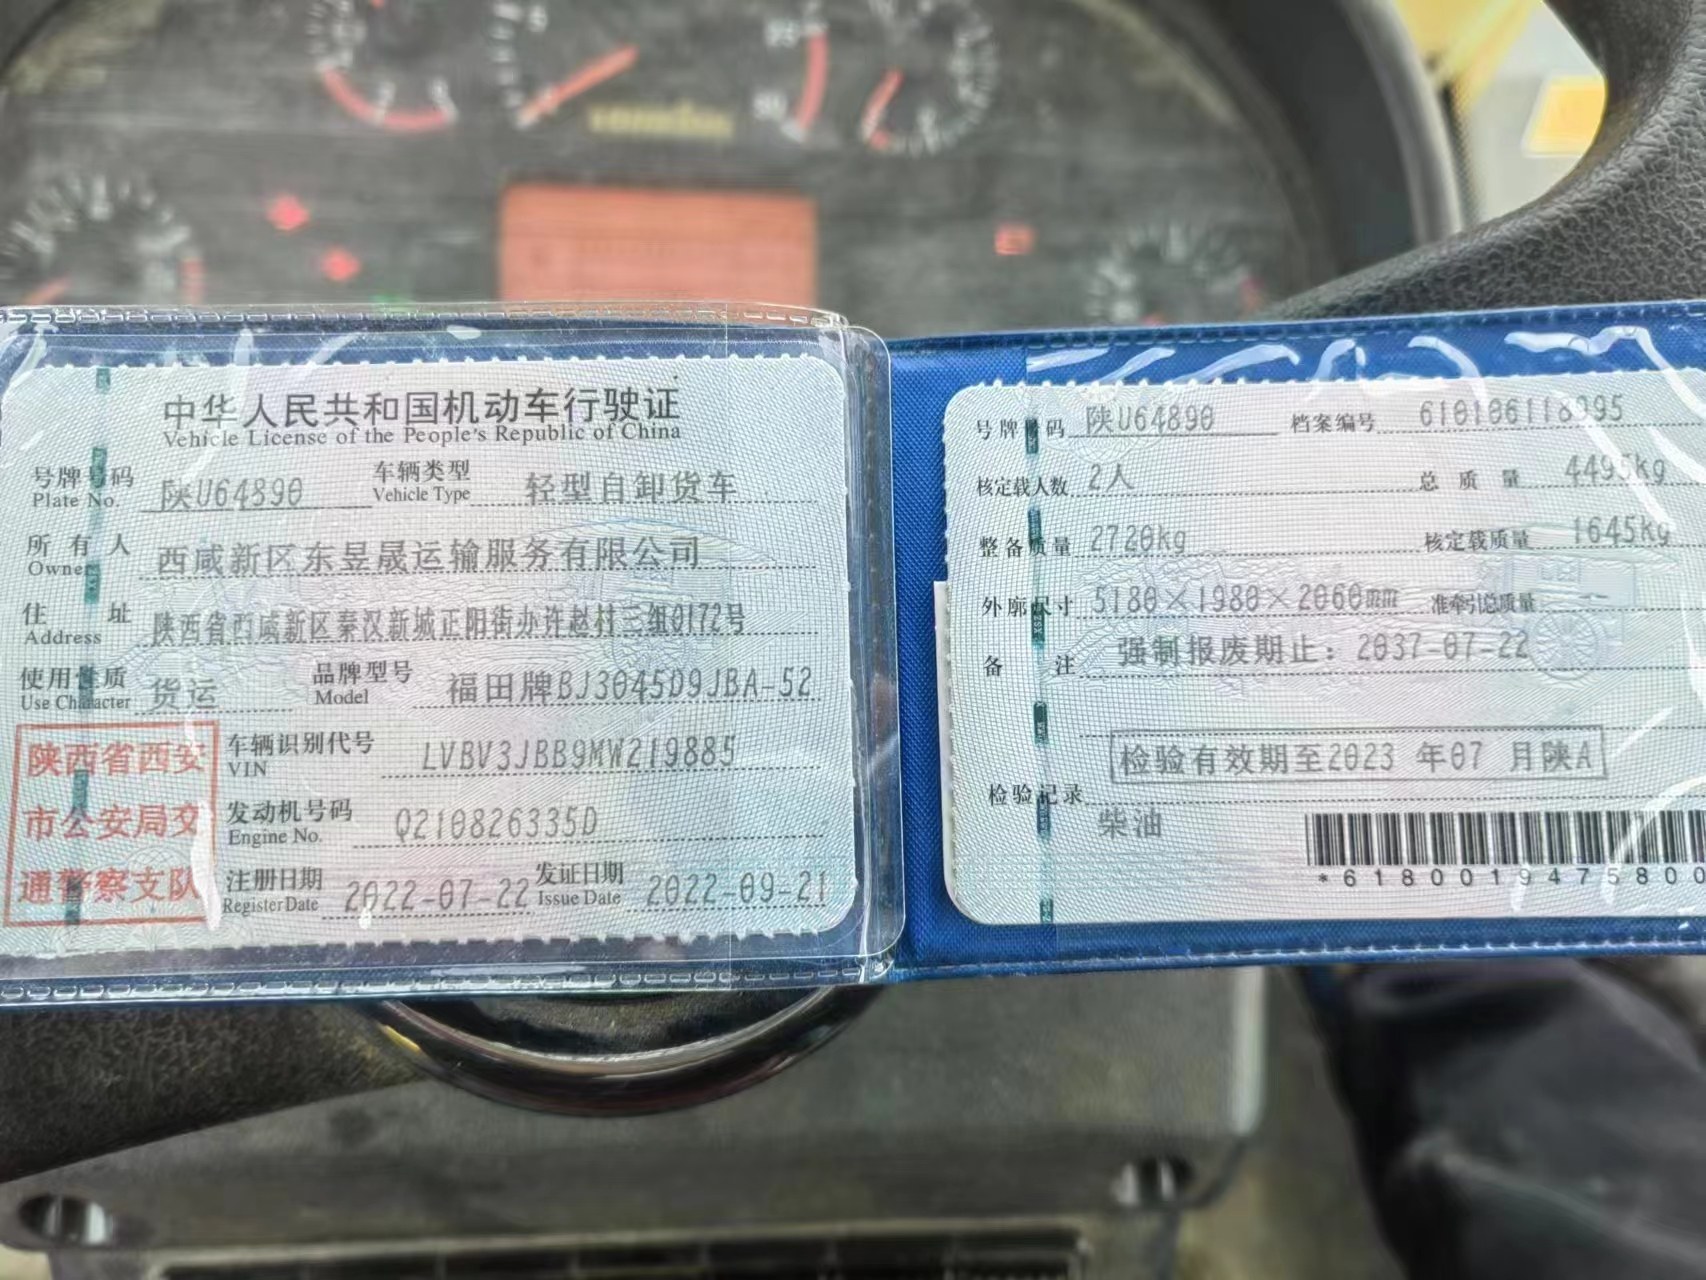 中华人民共和国机动车行驶证
Vehicle License of the People's Republic of China
号牌号码 陕U64890 车辆类型 轻型自卸货车
Plate No. Vehicle Type
所有人 西咸新区东昱晟运输服务有限公司
Owner
住址 陕西省西咸新区秦汉新城正阳街办许赵村三组0172号
Address
使用性质 货运 品牌型号 福田牌BJ3045D9JBA-52
Use Character Model
陕西省西安
市公安局交
通警察支队
车辆识别代号 LVBV3JBB9MW219885
VIN
发动机号码 Q210826335D
Engine No.
注册日期 2022-07-22 发证日期 2022-09-21
Register Date Issue Date
号牌号码 陕U64890 档案编号 610106118995
核定载人数 2人 总质量 4495kg
整备质量 2720kg 核定载质量 1645kg
外廓尺寸 5180×1980×2060mm 准牵引总质量
备注 强制报废期止：2037-07-22
检验有效期至2023 年07 月陕A
检验记录
柴油
*6180019475800